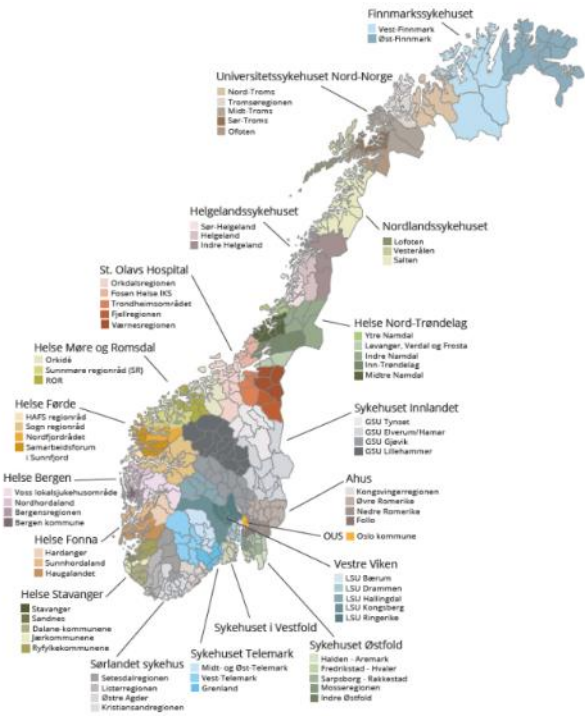 Finnmarkssykehuset
Vest-Finnmark
Øst-Finnmark
Universitetssykehuset Nord-Norge
Nord-Troms
Tromsøregionen
Midt-Troms
Sør-Troms
Ofoten
Helgelandssykehuset
Sør-Helgeland
Helgeland
Indre Helgeland
Nordlandssykehuset
Lofoten
Vesterålen
Salten
St. Olavs Hospital
Orkdalsregionen
Fosen Helse IKS
Trondheimsområdet
Fjellregionen
Værnesregionen
Helse Nord-Trøndelag
Ytre Namdal
Levanger, Verdal og Frosta
Indre Namdal
Inn-Trøndelag
Midtre Namdal
Helse Møre og Romsdal
Orkidé
Sunnmøre regionråd (SR)
ROR
Helse Førde
HAFS regionråd
Sogn regionråd
Nordfjordrådet
Samarbeidsforum
i Sunnfjord
Sykehuset Innlandet
GSU Tynset
GSU Elverum/Hamar
GSU Gjøvik
GSU Lillehammer
Helse Bergen
Voss lokalsjukehusområde
Nordhordaland
Bergensregionen
Bergen kommune
Ahus
Kongsvingerregionen
Øvre Romerike
Nedre Romerike
Follo
OUS
Oslo kommune
Helse Fonna
Hardanger
Sunnhordaland
Haugalandet
Vestre Viken
LSU Bærum
LSU Drammen
LSU Hallingdal
LSU Kongsberg
LSU Ringerike
Helse Stavanger
Stavanger
Sandnes
Dalane-kommunene
Jærkommunene
Ryfylkekommunene
Sykehuset i Vestfold
Sørlandet sykehus
Setesdalregionen
Listerregionen
Østre Agder
Kristiansandregionen
Sykehuset Telemark
Midt- og Øst-Telemark
Vest-Telemark
Grenland
Sykehuset Østfold
Halden - Aremark
Fredrikstad - Hvaler
Sarpsborg - Rakkestad
Mosseregionen
Indre Østfold